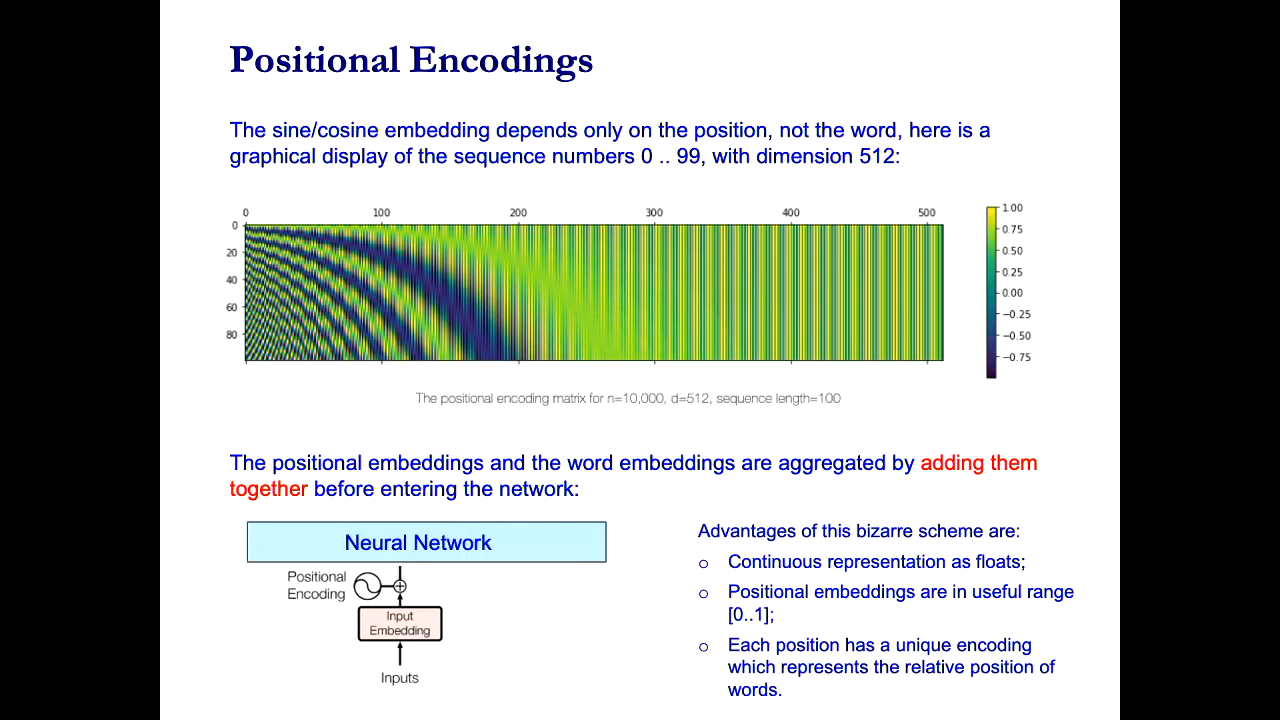 Positional Encodings
The sine/cosine embedding depends only on the position, not the word, here is a
graphical display of the sequence numbers 0 .. 99, with dimension 512:
0 100 200 300 400 500
0
20
40
60
80
1.00
0.75
0.50
0.25
0.00
−0.25
−0.50
−0.75
The positional encoding matrix for n=10,000, d=512, sequence length=100
The positional embeddings and the word embeddings are aggregated by adding them
together before entering the network:
Neural Network
Positional
Encoding
Input
Embedding
Inputs
Advantages of this bizarre scheme are:
o Continuous representation as floats;
o Positional embeddings are in useful range
[0..1];
o Each position has a unique encoding
which represents the relative position of
words.